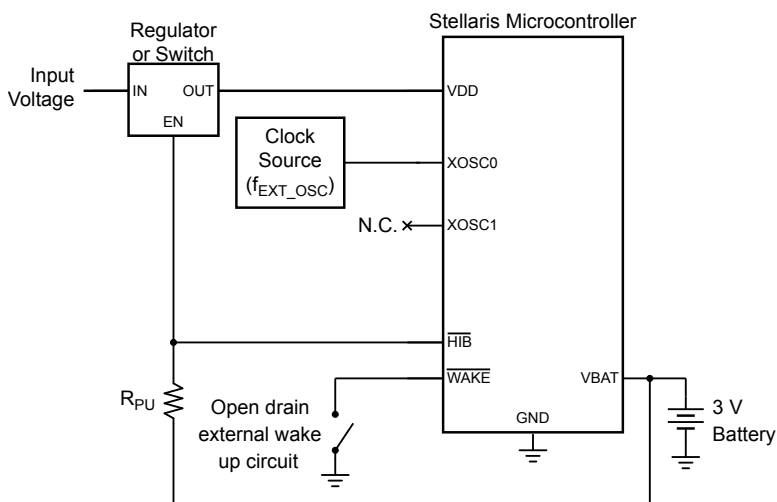 Stellaris Microcontroller
Regulator
or Switch
Input
Voltage
IN
OUT
EN
VDD
Clock
Source
(fEXT_OSC)
XOSC0
N.C.
XOSC1
HIB
WAKE
VBAT
RPU
Open drain
external wake
up circuit
GND
3 V
Battery